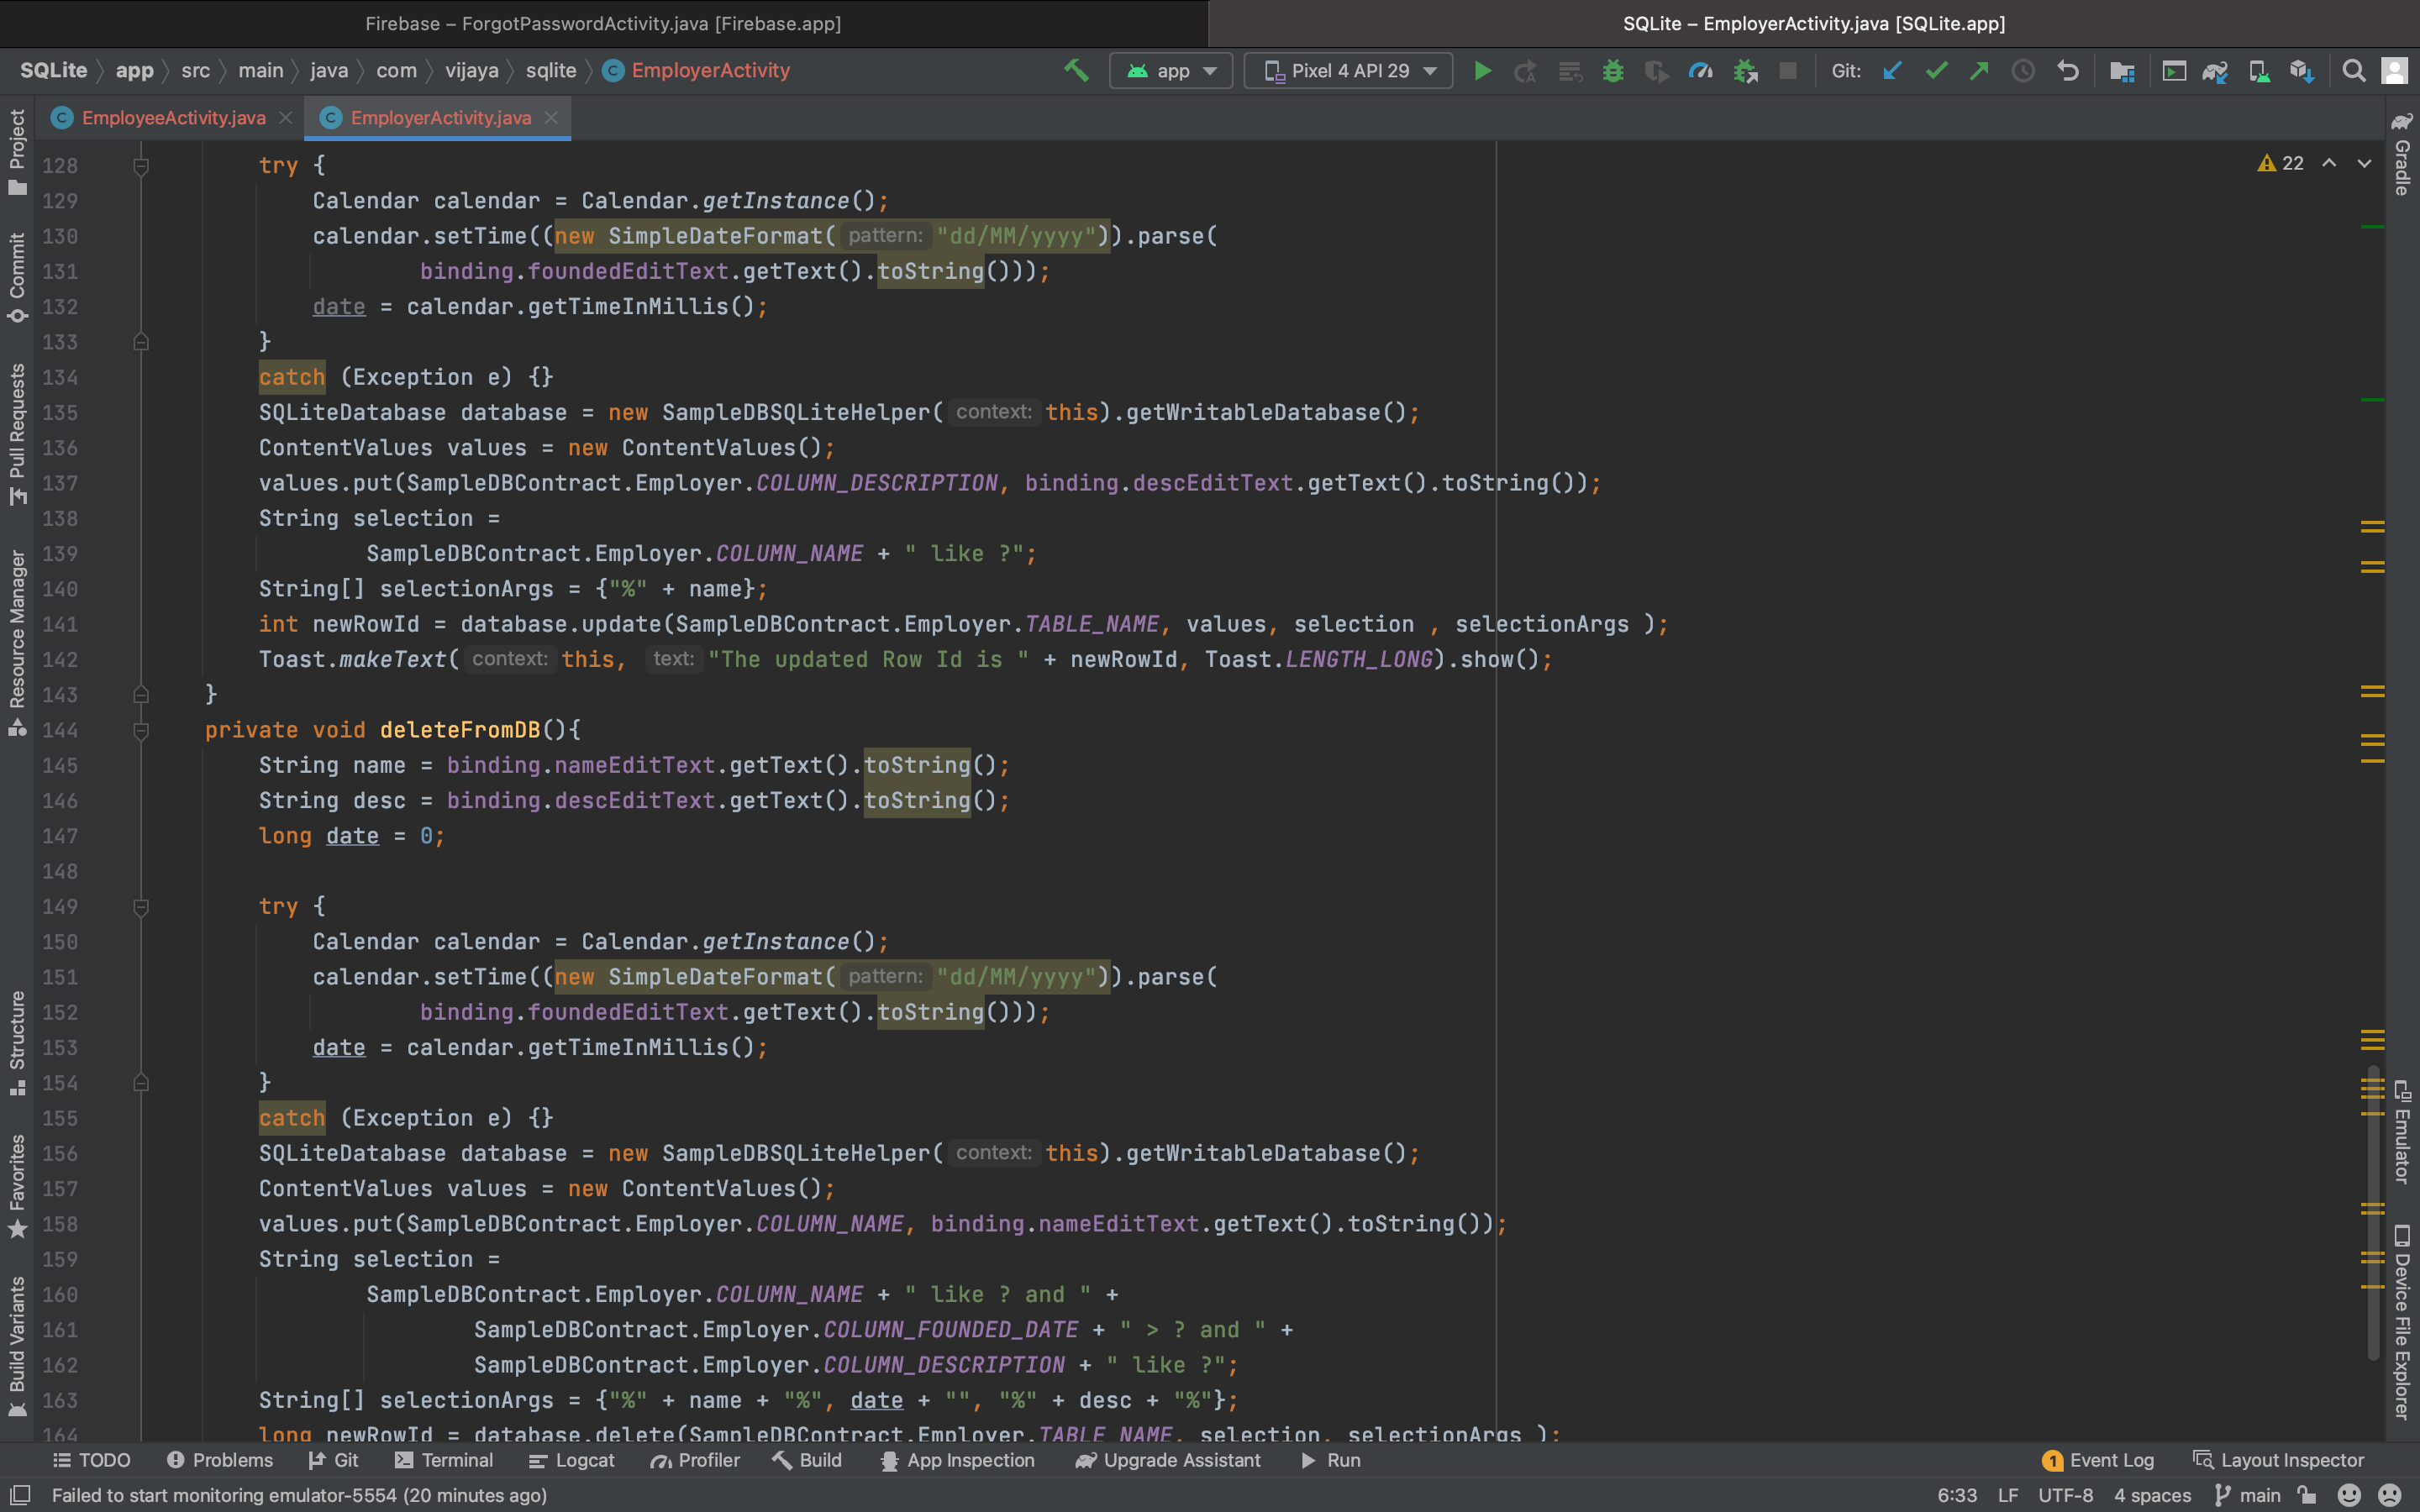 Firebase – ForgotPasswordActivity.java [Firebase.app]
SQLite – EmployerActivity.java [SQLite.app]
SQLite app src main java com vijaya sqlite C EmployerActivity app Pixel 4 API 29 Git:
C EmployeeActivity.java C EmployerActivity.java
22
128 try {
129 Calendar calendar = Calendar.getInstance();
130 calendar.setTime((new SimpleDateFormat( pattern: "dd/MM/yyyy")).parse(
131 binding.foundedEditText.getText().toString()));
132 date = calendar.getTimeInMillis();
133 }
134 catch (Exception e) {}
135 SQLiteDatabase database = new SampleDBSQLiteHelper( context: this).getWritableDatabase();
136 ContentValues values = new ContentValues();
137 values.put(SampleDBContract.Employer.COLUMN_DESCRIPTION, binding.descEditText.getText().toString());
138 String selection =
139 SampleDBContract.Employer.COLUMN_NAME + " like ?";
140 String[] selectionArgs = {"%" + name};
141 int newRowId = database.update(SampleDBContract.Employer.TABLE_NAME, values, selection , selectionArgs );
142 Toast.makeText( context: this, text: "The updated Row Id is " + newRowId, Toast.LENGTH_LONG).show();
143 }
144 private void deleteFromDB(){
145 String name = binding.nameEditText.getText().toString();
146 String desc = binding.descEditText.getText().toString();
147 long date = 0;
148
149 try {
150 Calendar calendar = Calendar.getInstance();
151 calendar.setTime((new SimpleDateFormat( pattern: "dd/MM/yyyy")).parse(
152 binding.foundedEditText.getText().toString()));
153 date = calendar.getTimeInMillis();
154 }
155 catch (Exception e) {}
156 SQLiteDatabase database = new SampleDBSQLiteHelper( context: this).getWritableDatabase();
157 ContentValues values = new ContentValues();
158 values.put(SampleDBContract.Employer.COLUMN_NAME, binding.nameEditText.getText().toString());
159 String selection =
160 SampleDBContract.Employer.COLUMN_NAME + " like ? and " +
161 SampleDBContract.Employer.COLUMN_FOUNDED_DATE + " > ? and " +
162 SampleDBContract.Employer.COLUMN_DESCRIPTION + " like ?";
163 String[] selectionArgs = {"%" + name + "%", date + "", "%" + desc + "%"};
164 long newRowId = database.delete(SampleDBContract.Employer.TABLE_NAME, selection, selectionArgs );
Project
Commit
Pull Requests
Resource Manager
Structure
Favorites
Build Variants
Gradle
Emulator
Device File Explorer
TODO Problems Git Terminal Logcat Profiler Build App Inspection Upgrade Assistant Run 1 Event Log Layout Inspector
Failed to start monitoring emulator-5554 (20 minutes ago) 6:33 LF UTF-8 4 spaces main